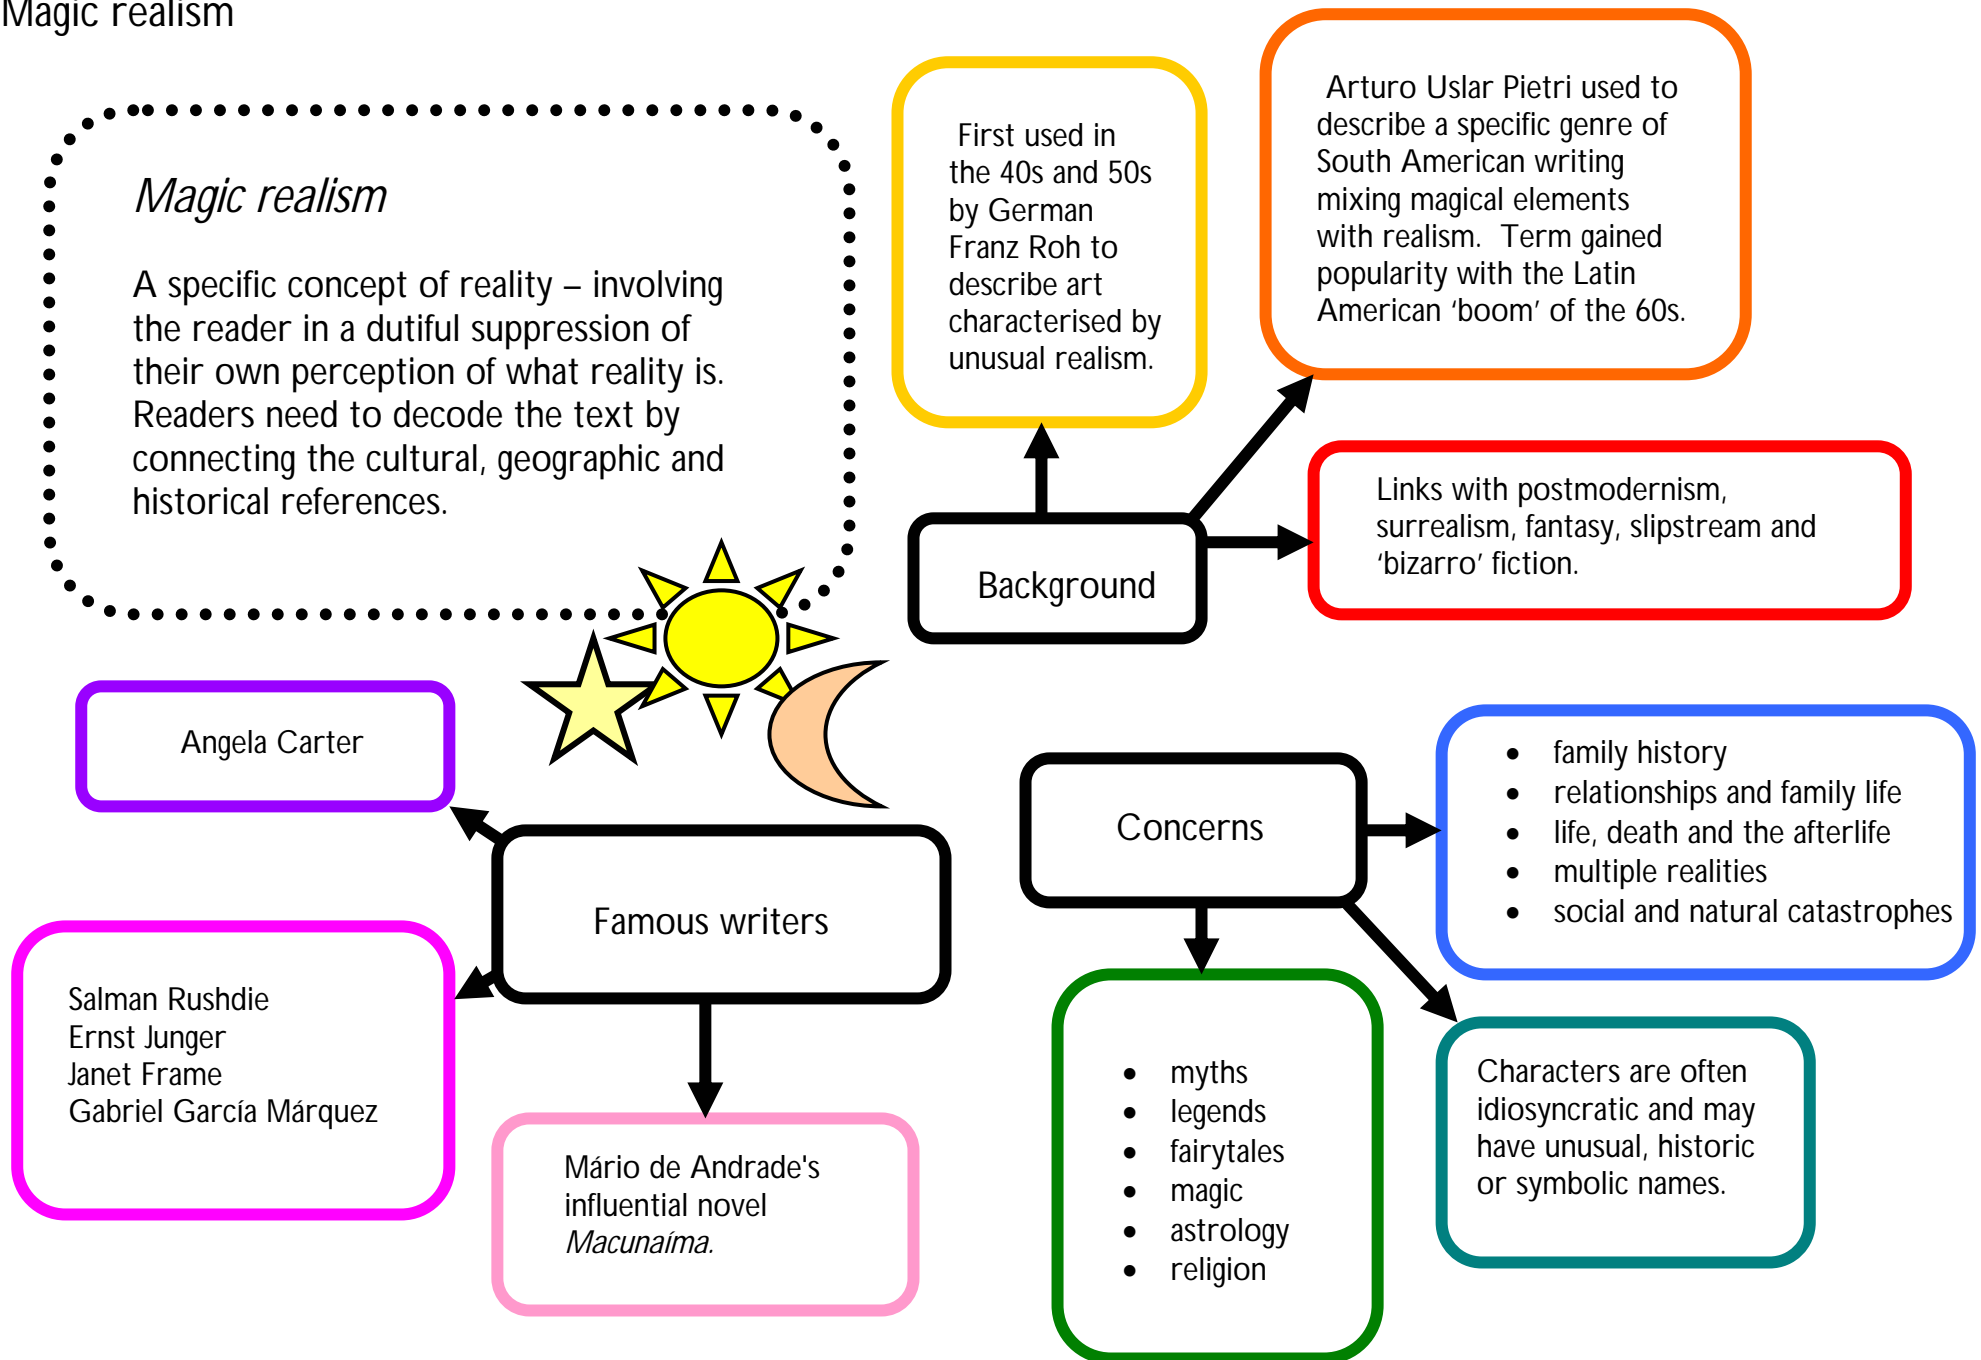 Magic realism
Magic realism
A specific concept of reality – involving
the reader in a dutiful suppression of
their own perception of what reality is.
Readers need to decode the text by
connecting the cultural, geographic and
historical references.
First used in
the 40s and 50s
by German
Franz Roh to
describe art
characterised by
unusual realism.
Arturo Uslar Pietri used to
describe a specific genre of
South American writing
mixing magical elements
with realism.  Term gained
popularity with the Latin
American ‘boom’ of the 60s.
Links with postmodernism,
surrealism, fantasy, slipstream and
‘bizarro’ fiction.
Background
Angela Carter
Famous writers
Salman Rushdie
Ernst Junger
Janet Frame
Gabriel García Márquez
Mário de Andrade's
influential novel
Macunaíma.
Concerns
• family history
• relationships and family life
• life, death and the afterlife
• multiple realities
• social and natural catastrophes
• myths
• legends
• fairytales
• magic
• astrology
• religion
Characters are often
idiosyncratic and may
have unusual, historic
or symbolic names.